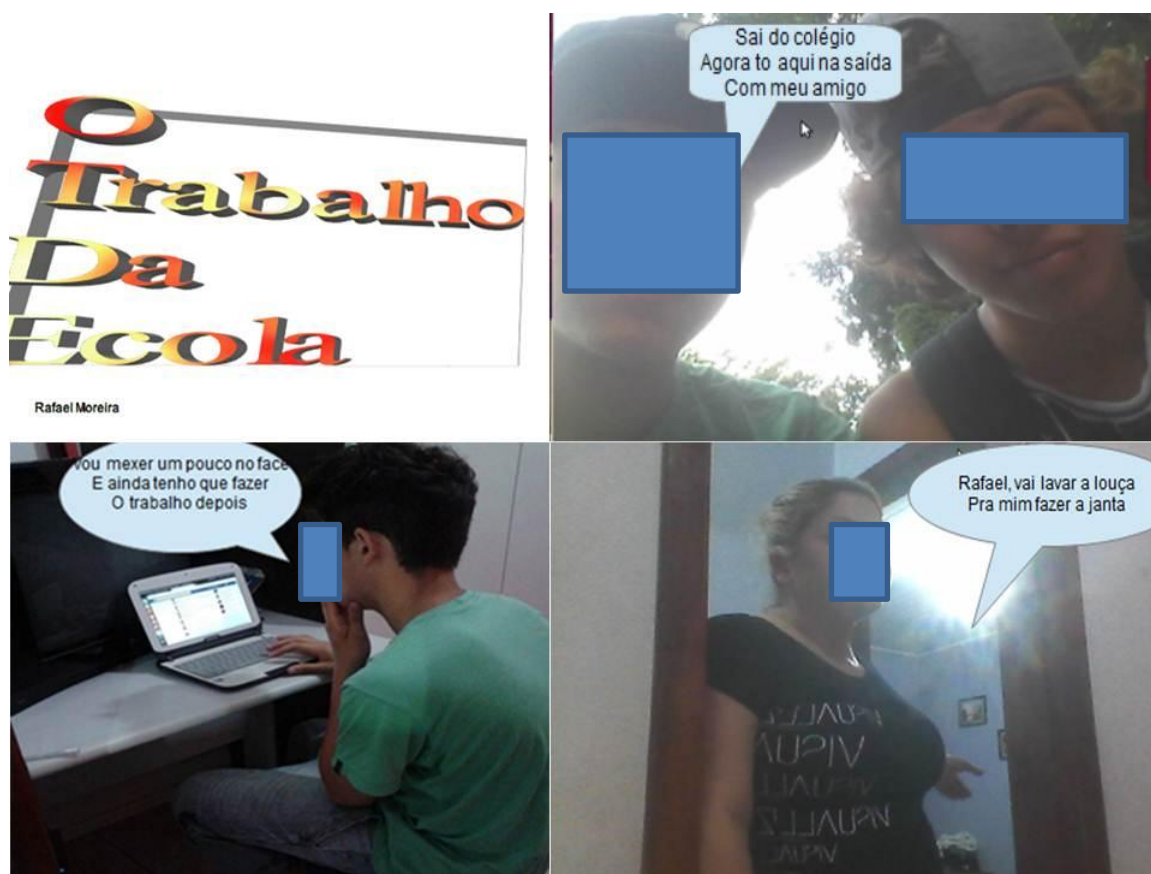 O
Trabalho
Da
Ecola
Rafael Moreira
Sai do colégio
Agora to aqui na saída
Com meu amigo
vou mexer um pouco no face
E ainda tenho que fazer
O trabalho depois
Rafael, vai lavar a louça
Pra mim fazer a janta